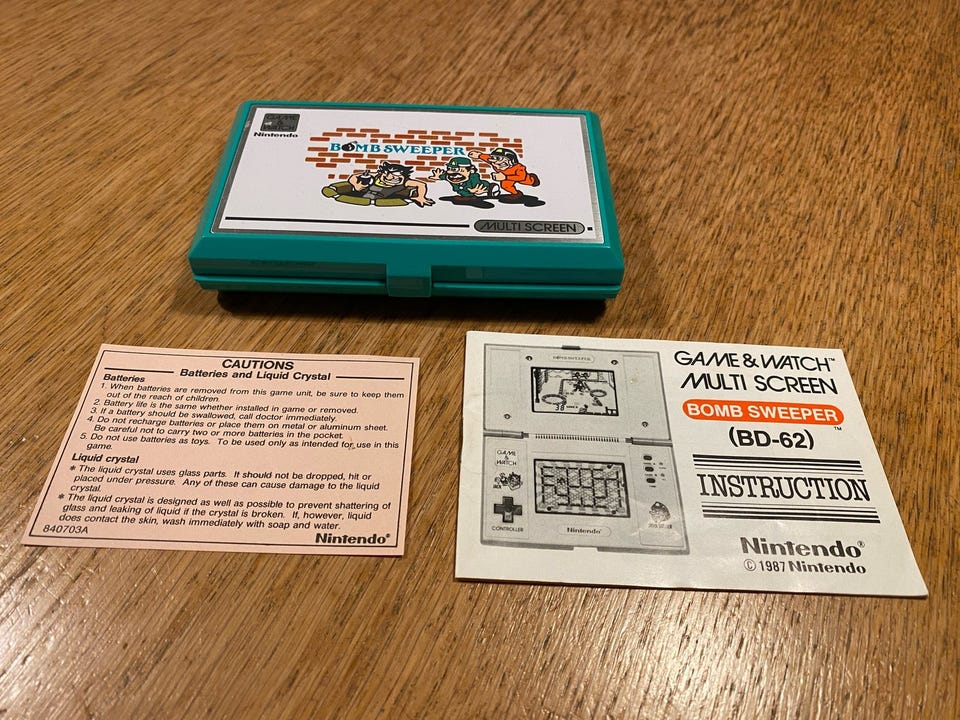 GAME
&
WATCH
Nintendo
BOMB SWEEPER
MULTI SCREEN
CAUTIONS
Batteries and Liquid Crystal
Batteries
1. When batteries are removed from this game unit, be sure to keep them
out of the reach of children.
2. Battery life is the same whether installed in game or removed.
3. If a battery should be swallowed, call doctor immediately.
4. Do not recharge batteries or place them on metal or aluminum sheet.
Be careful not to carry two or more batteries in the pocket.
5. Do not use batteries as toys. To be used only as intended for use in this
game.
Liquid crystal
* The liquid crystal uses glass parts. It should not be dropped, hit or
placed under pressure. Any of these can cause damage to the liquid
crystal.
* The liquid crystal is designed as well as possible to prevent shattering of
glass and leaking of liquid if the crystal is broken. If, however, liquid
does contact the skin, wash immediately with soap and water.
840703A
Nintendo®
BOMB SWEEPER
38
GAME
&
WATCH
CONTROLLER
Nintendo
GAME & WATCH™
MULTI SCREEN
BOMB SWEEPER™
(BD-62)
INSTRUCTION
Nintendo®
© 1987 Nintendo